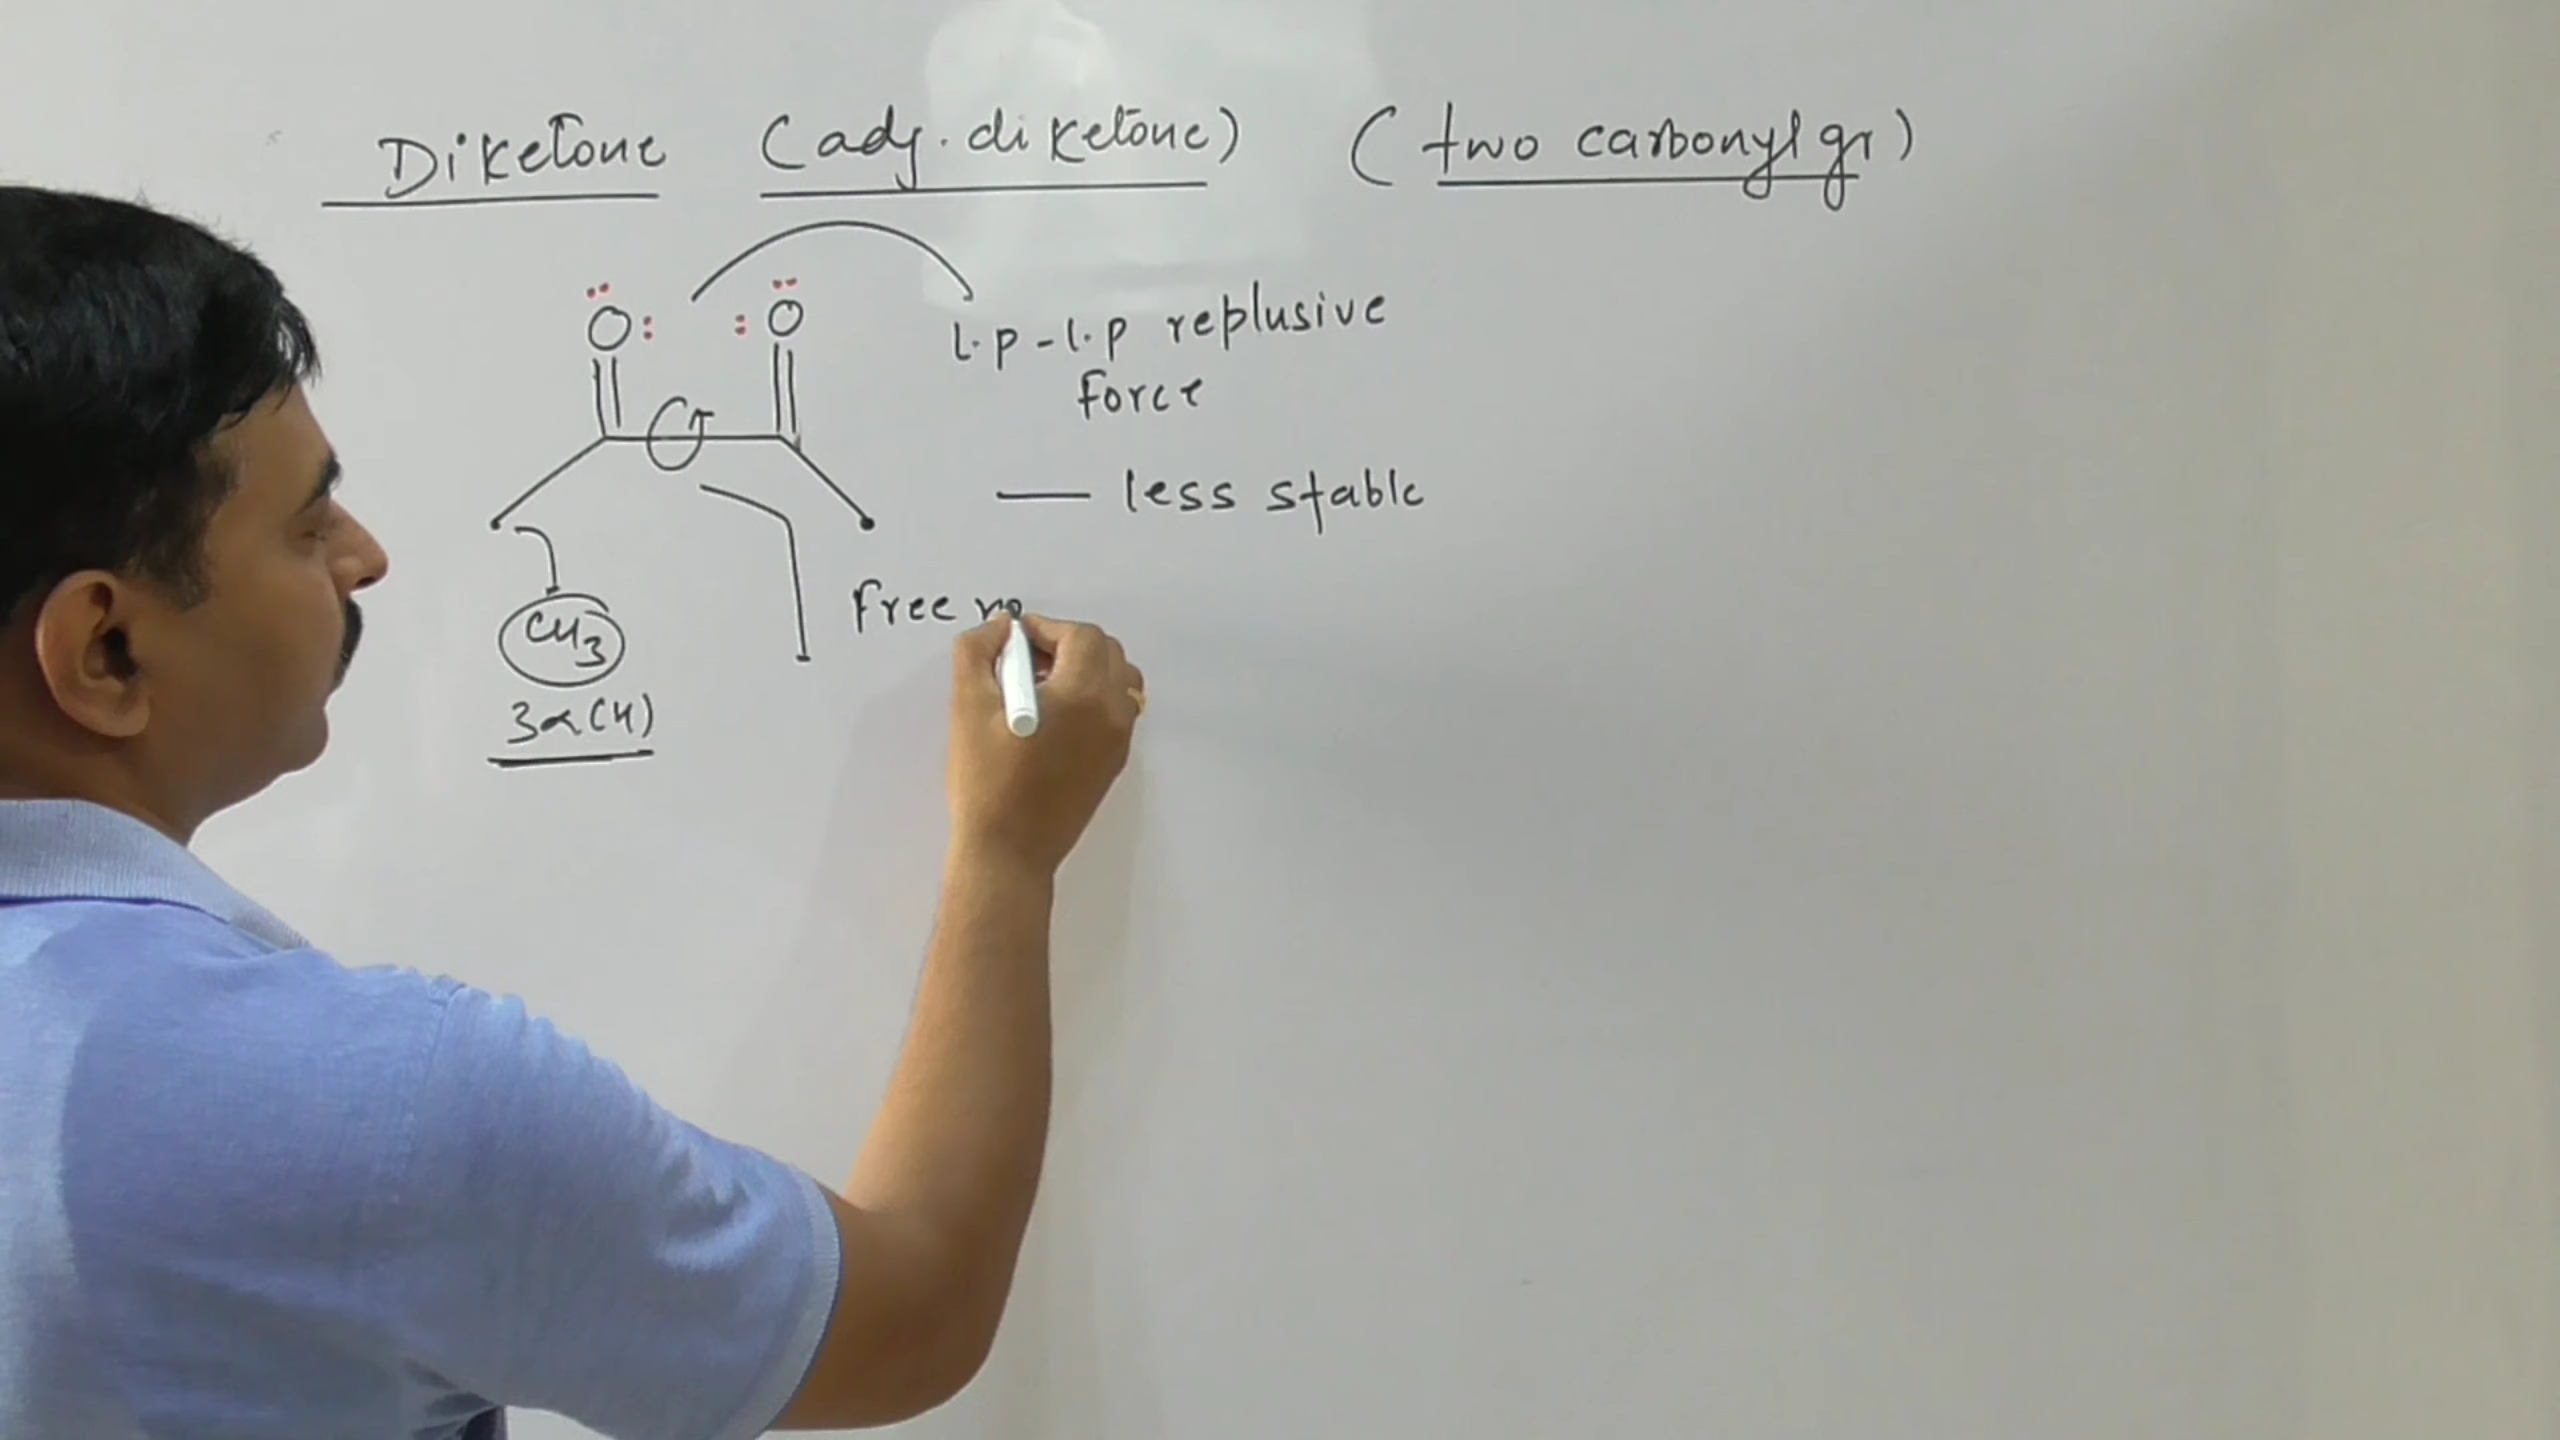 Diketone (adj. diketone) (two carbonyl gr)
Ö: :Ö
l.p-l.p replusive
Force
— less stable
Free ro
CH3
3α(H)